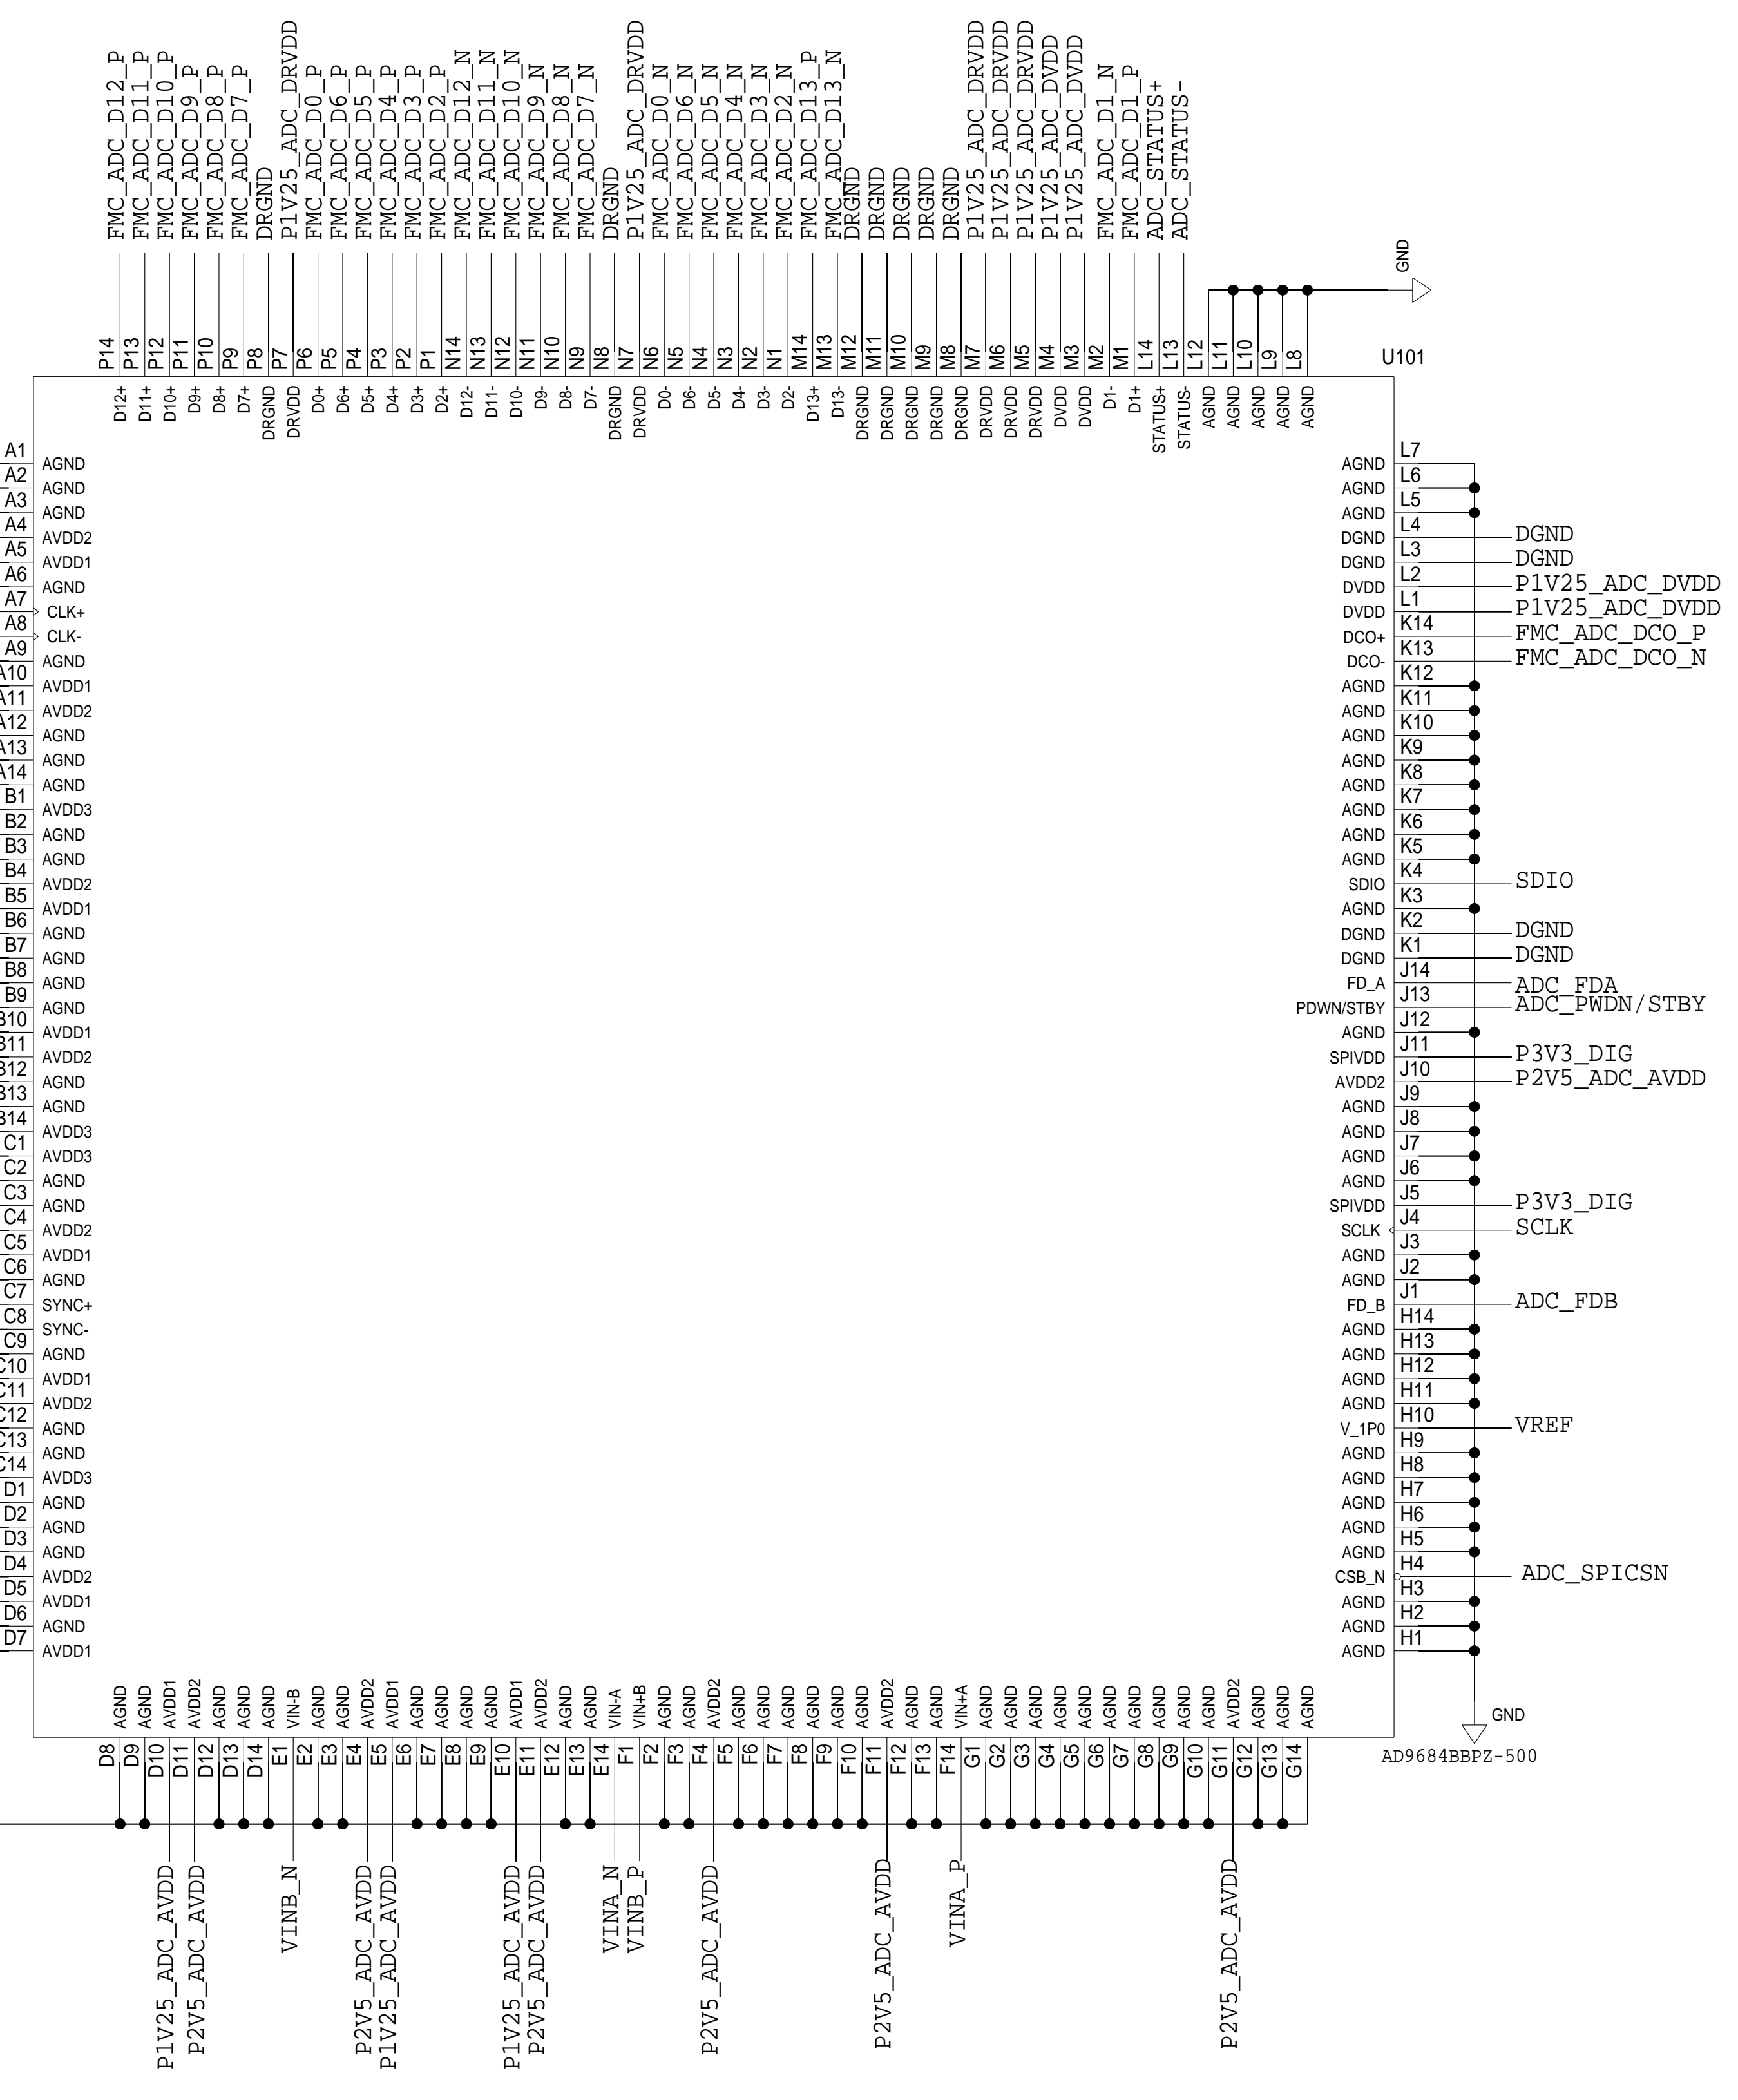 FMC_ADC_D12_P
FMC_ADC_D11_P
FMC_ADC_D10_P
FMC_ADC_D9_P
FMC_ADC_D8_P
FMC_ADC_D7_P
DRGND
P1V25_ADC_DRVDD
FMC_ADC_D0_P
FMC_ADC_D6_P
FMC_ADC_D5_P
FMC_ADC_D4_P
FMC_ADC_D3_P
FMC_ADC_D2_P
FMC_ADC_D12_N
FMC_ADC_D11_N
FMC_ADC_D10_N
FMC_ADC_D9_N
FMC_ADC_D8_N
FMC_ADC_D7_N
DRGND
P1V25_ADC_DRVDD
FMC_ADC_D0_N
FMC_ADC_D6_N
FMC_ADC_D5_N
FMC_ADC_D4_N
FMC_ADC_D3_N
FMC_ADC_D2_N
FMC_ADC_D13_P
FMC_ADC_D13_N
DRGND
DRGND
DRGND
DRGND
DRGND
P1V25_ADC_DRVDD
P1V25_ADC_DRVDD
P1V25_ADC_DRVDD
P1V25_ADC_DVDD
P1V25_ADC_DVDD
FMC_ADC_D1_N
FMC_ADC_D1_P
ADC_STATUS+
ADC_STATUS-
GND
U101
P14 D12+
P13 D11+
P12 D10+
P11 D9+
P10 D8+
P9 D7+
P8 DRGND
P7 DRVDD
P6 D0+
P5 D6+
P4 D5+
P3 D4+
P2 D3+
P1 D2+
N14 D12-
N13 D11-
N12 D10-
N11 D9-
N10 D8-
N9 D7-
N8 DRGND
N7 DRVDD
N6 D0-
N5 D6-
N4 D5-
N3 D4-
N2 D3-
N1 D2-
M14 D13+
M13 D13-
M12 DRGND
M11 DRGND
M10 DRGND
M9 DRGND
M8 DRGND
M7 DRVDD
M6 DRVDD
M5 DRVDD
M4 DVDD
M3 DVDD
M2 D1-
M1 D1+
L14 STATUS+
L13 STATUS-
L12 AGND
L11 AGND
L10 AGND
L9 AGND
L8 AGND
A1 AGND
A2 AGND
A3 AGND
A4 AVDD2
A5 AVDD1
A6 AGND
A7 CLK+
A8 CLK-
A9 AGND
A10 AVDD1
A11 AVDD2
A12 AGND
A13 AGND
A14 AGND
B1 AVDD3
B2 AGND
B3 AGND
B4 AVDD2
B5 AVDD1
B6 AGND
B7 AGND
B8 AGND
B9 AGND
B10 AVDD1
B11 AVDD2
B12 AGND
B13 AGND
B14 AVDD3
C1 AVDD3
C2 AGND
C3 AGND
C4 AVDD2
C5 AVDD1
C6 AGND
C7 SYNC+
C8 SYNC-
C9 AGND
C10 AVDD1
C11 AVDD2
C12 AGND
C13 AGND
C14 AVDD3
D1 AGND
D2 AGND
D3 AGND
D4 AVDD2
D5 AVDD1
D6 AGND
D7 AVDD1
AGND L7
AGND L6
AGND L5
DGND L4 DGND
DGND L3 DGND
DVDD L2 P1V25_ADC_DVDD
DVDD L1 P1V25_ADC_DVDD
DCO+ K14 FMC_ADC_DCO_P
DCO- K13 FMC_ADC_DCO_N
AGND K12
AGND K11
AGND K10
AGND K9
AGND K8
AGND K7
AGND K6
AGND K5
SDIO K4 SDIO
AGND K3
DGND K2 DGND
DGND K1 DGND
FD_A J14 ADC_FDA
PDWN/STBY J13 ADC_PWDN/STBY
AGND J12
SPIVDD J11 P3V3_DIG
AVDD2 J10 P2V5_ADC_AVDD
AGND J9
AGND J8
AGND J7
AGND J6
SPIVDD J5 P3V3_DIG
SCLK J4 SCLK
AGND J3
AGND J2
FD_B J1 ADC_FDB
AGND H14
AGND H13
AGND H12
AGND H11
V_1P0 H10 VREF
AGND H9
AGND H8
AGND H7
AGND H6
AGND H5
CSB_N H4 ADC_SPICSN
AGND H3
AGND H2
AGND H1
GND
AD9684BBPZ-500
AGND D8
AGND D9
AVDD1 D10
AVDD2 D11
AGND D12
AGND D13
AGND D14
VIN-B E1
AGND E2
AGND E3
AVDD2 E4
AVDD1 E5
AGND E6
AGND E7
AGND E8
AGND E9
AVDD1 E10
AVDD2 E11
AGND E12
AGND E13
VIN-A E14
VIN+B F1
AGND F2
AGND F3
AVDD2 F4
AGND F5
AGND F6
AGND F7
AGND F8
AGND F9
AGND F10
AVDD2 F11
AGND F12
AGND F13
VIN+A F14
AGND G1
AGND G2
AGND G3
AGND G4
AGND G5
AGND G6
AGND G7
AGND G8
AGND G9
AGND G10
AVDD2 G11
AGND G12
AGND G13
AGND G14
P1V25_ADC_AVDD
P2V5_ADC_AVDD
VINB_N
P2V5_ADC_AVDD
P1V25_ADC_AVDD
P1V25_ADC_AVDD
P2V5_ADC_AVDD
VINA_N
VINB_P
P2V5_ADC_AVDD
P2V5_ADC_AVDD
VINA_P
P2V5_ADC_AVDD